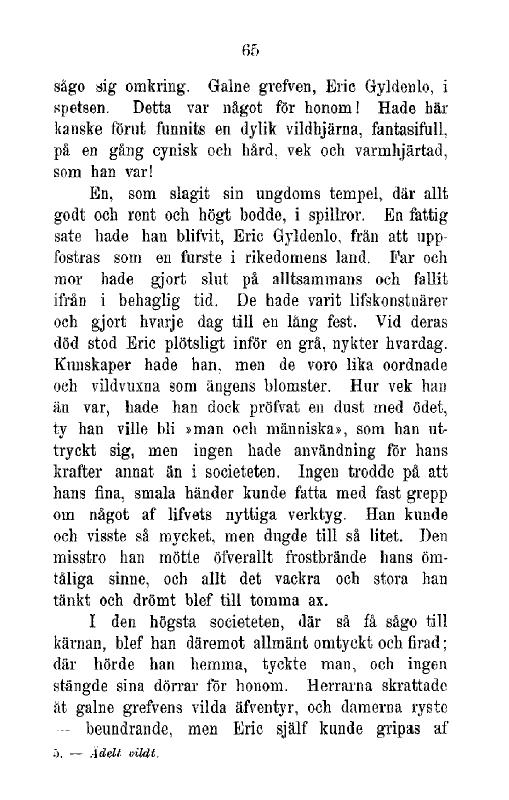 65
sågo sig omkring. Galne grefven, Eric Gyldenlo, i
spetsen. Detta var något för honom! Hade här
kanske förut funnits en dylik vildhjärna, fantasifull,
på en gång cynisk och hård, vek och varmhjärtad,
som han var!
En, som slagit sin ungdoms tempel, där allt
godt och rent och högt bodde, i spillror. En fattig
sate hade han blifvit, Eric Gyldenlo, från att upp-
fostras som en furste i rikedomens land. Far och
mor hade gjort slut på alltsammans och fallit
ifrån i behaglig tid. De hade varit lifskonstnärer
och gjort hvarje dag till en lång fest. Vid deras
död stod Eric plötsligt inför en grå, nykter hvardag.
Kunskaper hade han, men de voro lika oordnade
och vildvuxna som ängens blomster. Hur vek han
än var, hade han dock pröfvat en dust med ödet,
ty han ville bli »man och människa», som han ut-
tryckt sig, men ingen hade användning för hans
krafter annat än i societeten. Ingen trodde på att
hans fina, smala händer kunde fatta med fast grepp
om något af lifvets nyttiga verktyg. Han kunde
och visste så mycket, men dugde till så litet. Den
misstro han mötte öfverallt frostbrände hans öm-
tåliga sinne, och allt det vackra och stora han
tänkt och drömt blef till tomma ax.
I den högsta societeten, där så få sågo till
kärnan, blef han däremot allmänt omtyckt och firad;
där hörde han hemma, tyckte man, och ingen
stängde sina dörrar för honom. Herrarna skrattade
åt galne grefvens vilda äfventyr, och damerna ryste
— beundrande, men Eric själf kunde gripas af
5. — Ädelt vildt.